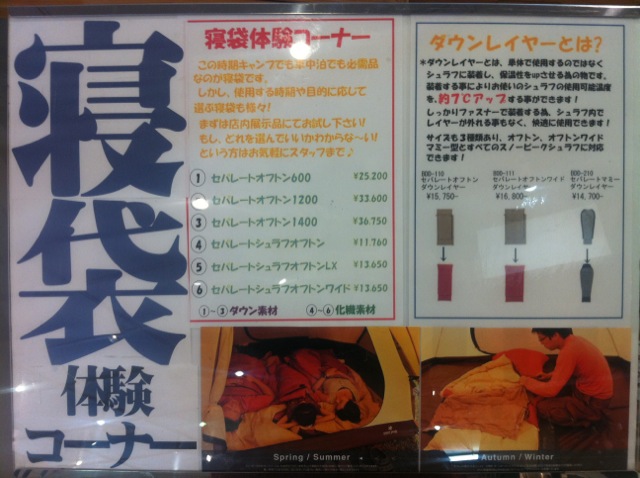 寝袋
体験
コーナー
寝袋体験コーナー
この時期キャンプでも車中泊でも必需品
なのが寝袋です。
しかし、使用する時期や目的に応じて
選ぶ寝袋も様々!
まずは店内展示品にてお試し下さい!
もし、どれを選んでいいかわからな~い!
という方はお気軽にスタッフまで♪
① セパレートオフトン600 ¥25.200
② セパレートオフトン1200 ¥33.600
③ セパレートオフトン1400 ¥36.750
④ セパレートシュラフオフトン ¥11.760
⑤ セパレートシュラフオフトンLX ¥13.650
⑥ セパレートシュラフオフトンワイド ¥13.650
①~③ダウン素材 ④~⑥化繊素材
ダウンレイヤーとは?
*ダウンレイヤーとは、単体で使用するのではなく
シュラフに装着し、保温性をupさせる為の物です。
装着する事によりお使いのシュラフの使用可能温度
を、約7℃アップする事ができます!
しっかりファスナーで装着する為、シュラフ内で
レイヤーが外れる事もなく、快適に使用できます!
サイズも3種類あり、オフトン、オフトンワイド
マミー型とすべてのスノーピークシュラフに対応
できます!
BDD-110
セパレートオフトン
ダウンレイヤー
¥15,750-
BDD-111
セパレートオフトンワイド
ダウンレイヤー
¥16,800-
BDD-210
セパレートマミー
ダウンレイヤー
¥14,700-
Spring / Summer
Autumn / Winter